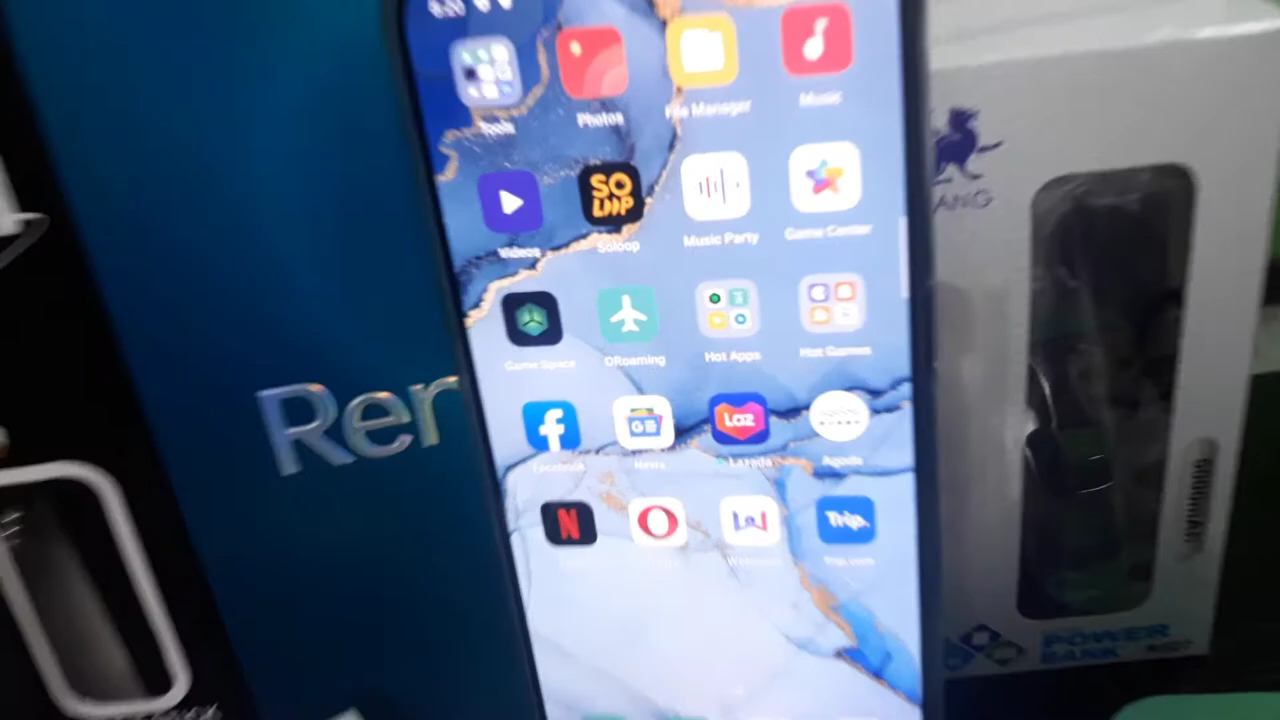 Tools
Photos
File Manager
Music
SO
LOOP
Videos
Soloop
Music Party
Game Center
ANG
Game Space
ORoaming
Hot Apps
Hot Games
Ren
Laz
Facebook
News
Lazada
Agoda
N
Trip.
Trip.com
POWER
BANK